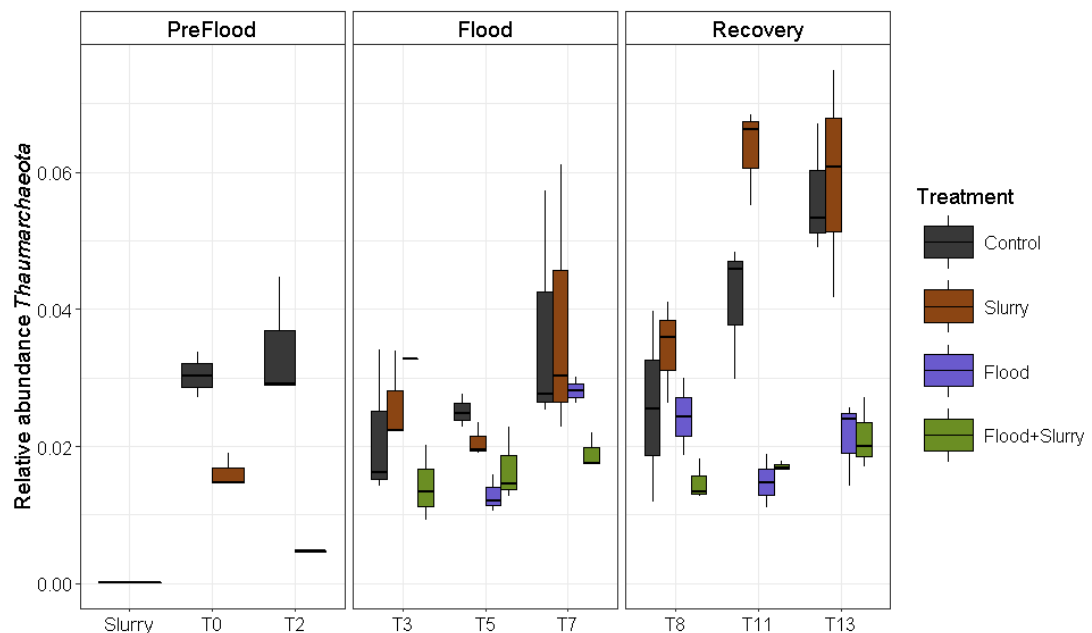 PreFlood
Flood
Recovery
Relative abundance Thaumarchaeota
0.06
0.04
0.02
0.00
Slurry
T0
T2
T3
T5
T7
T8
T11
T13
Treatment
Control
Slurry
Flood
Flood+Slurry